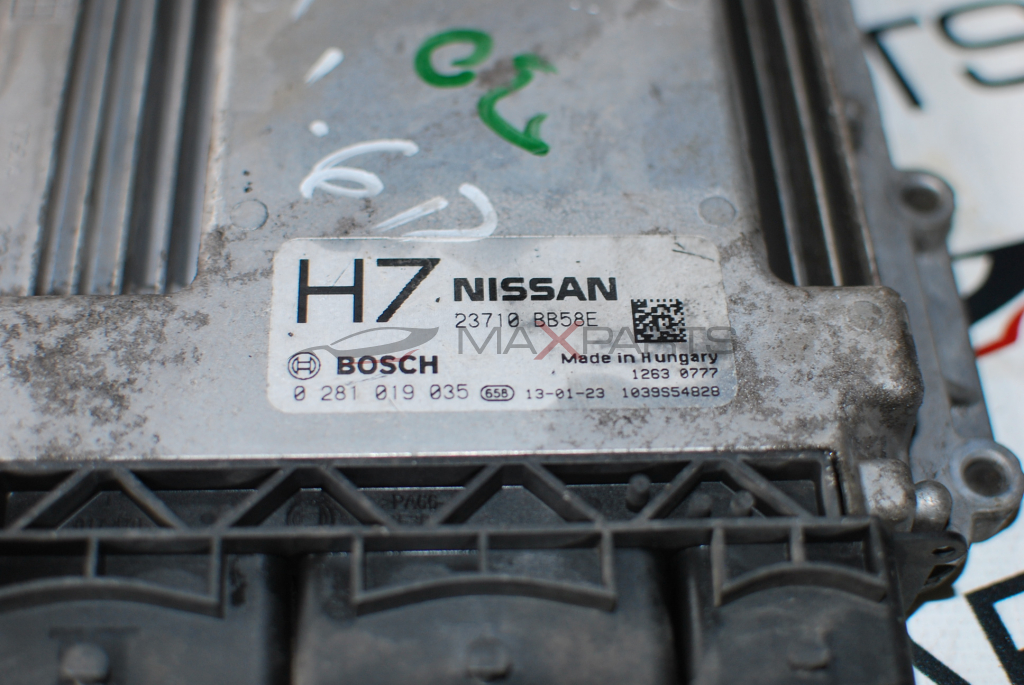 H7 NISSAN
23710 BB58E
MAXPARTS
BOSCH Made in Hungary
1263 0777
0 281 019 035 658 13-01-23 1039S54828